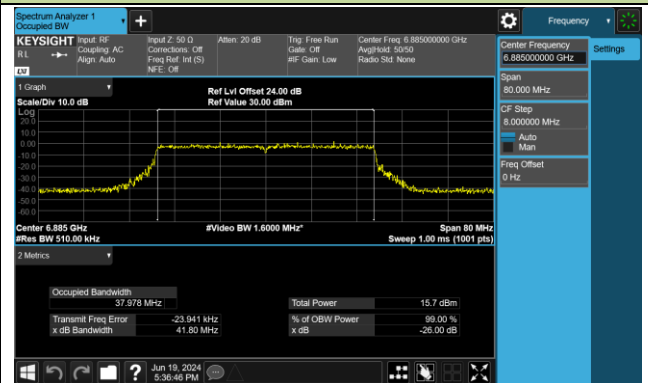 Spectrum Analyzer 1
Occupied BW
Frequency
KEYSIGHT
Input: RF
Input Z: 50 Ω
Atten: 20 dB
Trig: Free Run
Center Freq: 6.885000000 GHz
RL
Coupling: AC
Corrections: Off
Gate: Off
Avg|Hold: 50/50
Align: Auto
Freq Ref: Int (S)
#IF Gain: Low
Radio Std: None
NFE: Off
LXI
Center Frequency
6.885000000 GHz
Settings
Span
80.000 MHz
CF Step
8.000000 MHz
Auto
Man
Freq Offset
0 Hz
1 Graph
Scale/Div 10.0 dB
Ref Lvl Offset 24.00 dB
Ref Value 30.00 dBm
Log
20.0
10.0
0.00
-10.0
-20.0
-30.0
-40.0
-50.0
-60.0
Center 6.885 GHz
#Video BW 1.6000 MHz*
Span 80 MHz
#Res BW 510.00 kHz
Sweep 1.00 ms (1001 pts)
2 Metrics
Occupied Bandwidth
37.978 MHz
Total Power
15.7 dBm
Transmit Freq Error
-23.941 kHz
% of OBW Power
99.00 %
x dB Bandwidth
41.80 MHz
x dB
-26.00 dB
Jun 19, 2024
5:36:46 PM